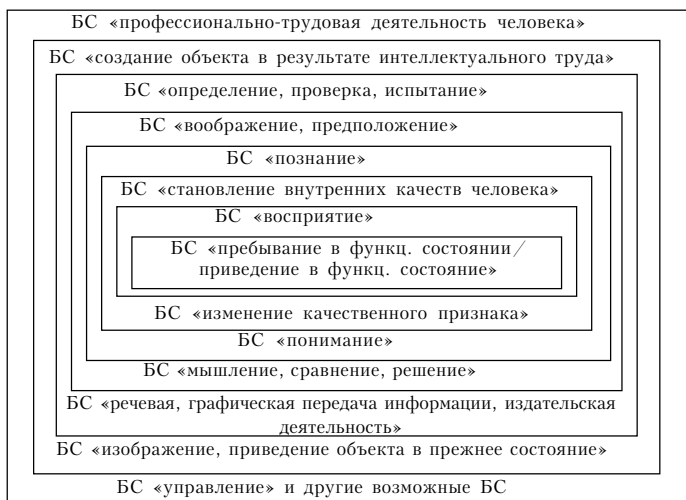 БС «профессионально-трудовая деятельность человека»
БС «создание объекта в результате интеллектуального труда»
БС «определение, проверка, испытание»
БС «воображение, предположение»
БС «познание»
БС «становление внутренних качеств человека»
БС «восприятие»
БС «пребывание в функц. состоянии/
приведение в функц. состояние»
БС «изменение качественного признака»
БС «понимание»
БС «мышление, сравнение, решение»
БС «речевая, графическая передача информации, издательская
деятельность»
БС «изображение, приведение объекта в прежнее состояние»
БС «управление» и другие возможные БС